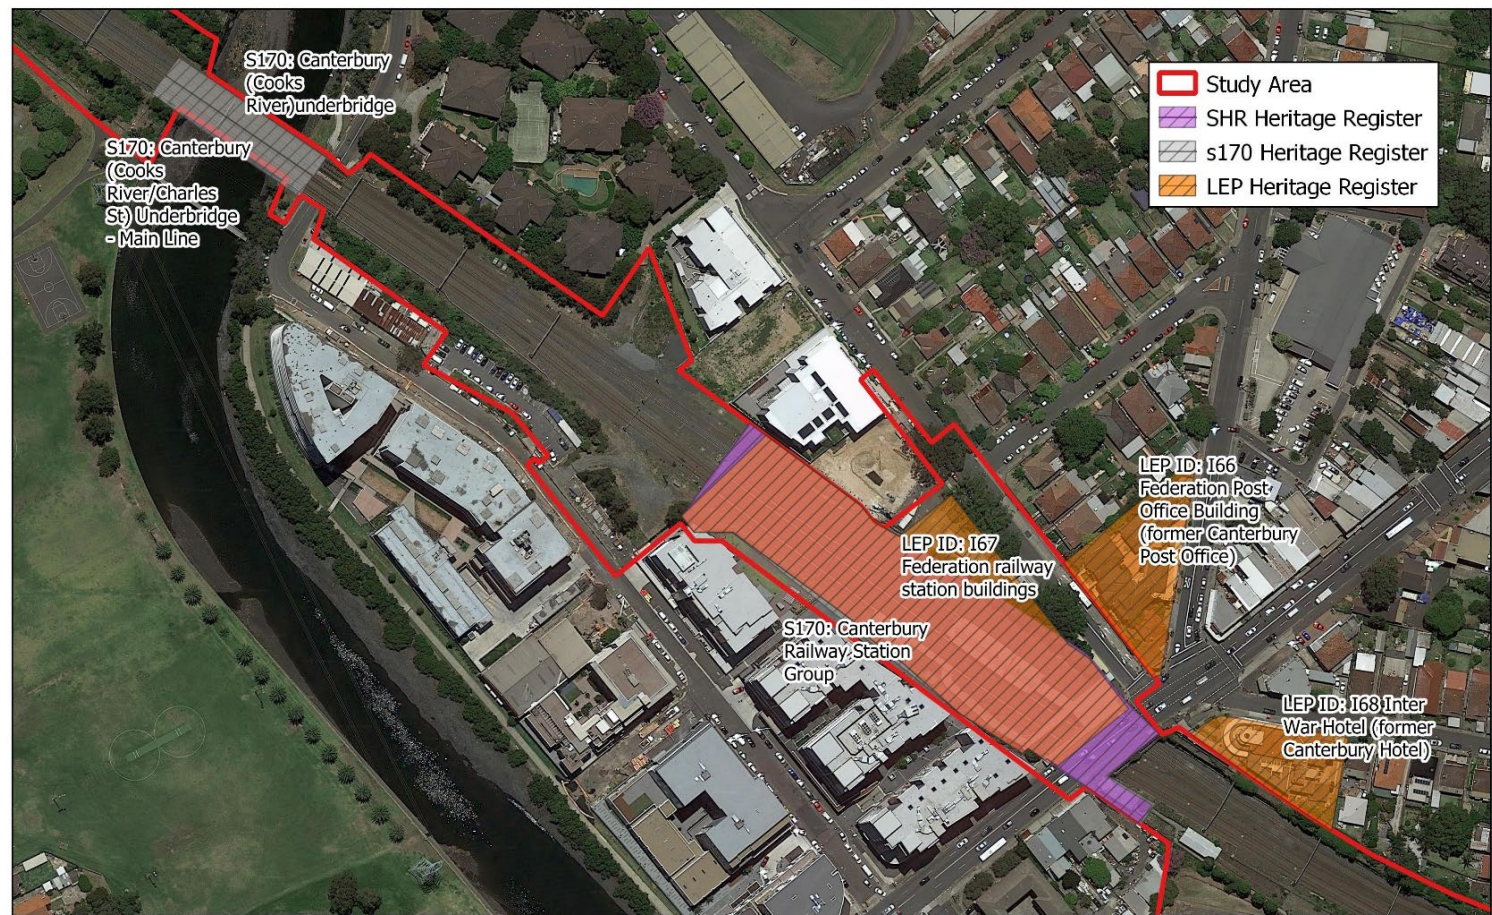 S170: Canterbury
(Cooks
River)underbridge
S170: Canterbury
(Cooks
River/Charles
St) Underbridge
- Main Line
Study Area
SHR Heritage Register
s170 Heritage Register
LEP Heritage Register
LEP ID: I66
Federation Post
Office Building
(former Canterbury
Post Office)
LEP ID: I67
Federation railway
station buildings
S170: Canterbury
Railway Station
Group
LEP ID: I68 Inter
War Hotel (former
Canterbury Hotel)